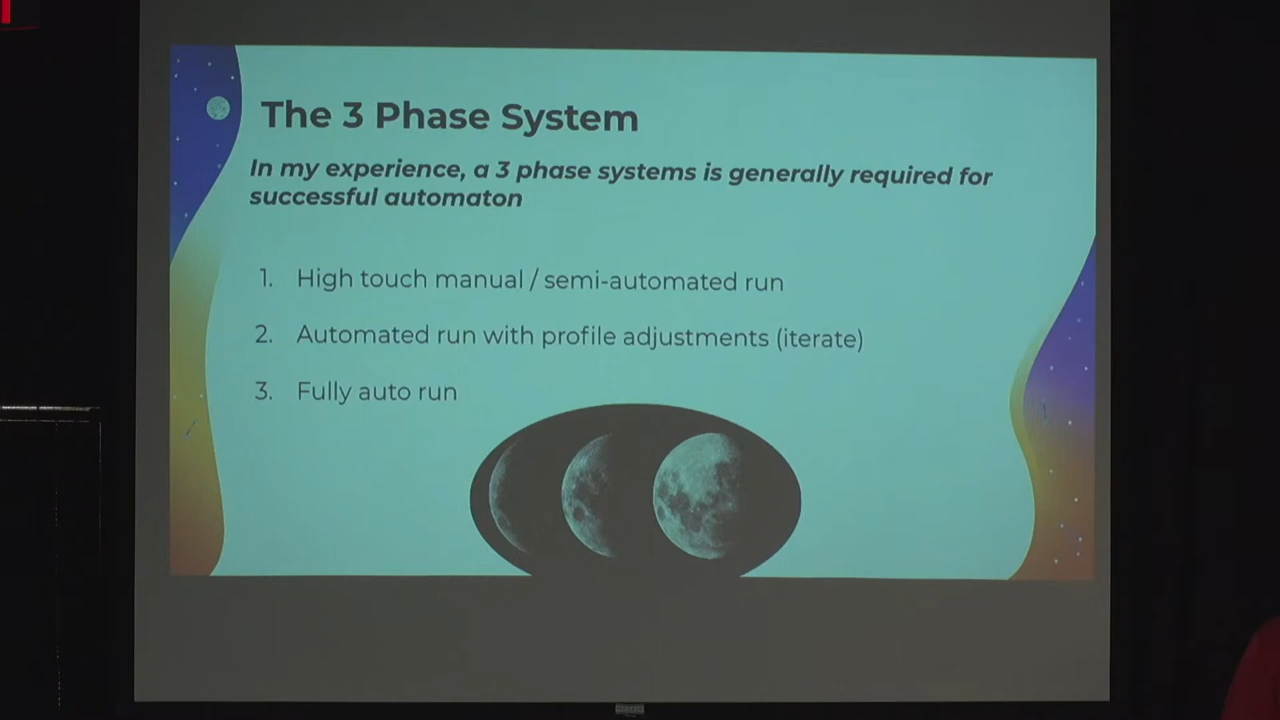 The 3 Phase System
In my experience, a 3 phase systems is generally required for
successful automaton
1. High touch manual / semi-automated run
2. Automated run with profile adjustments (iterate)
3. Fully auto run